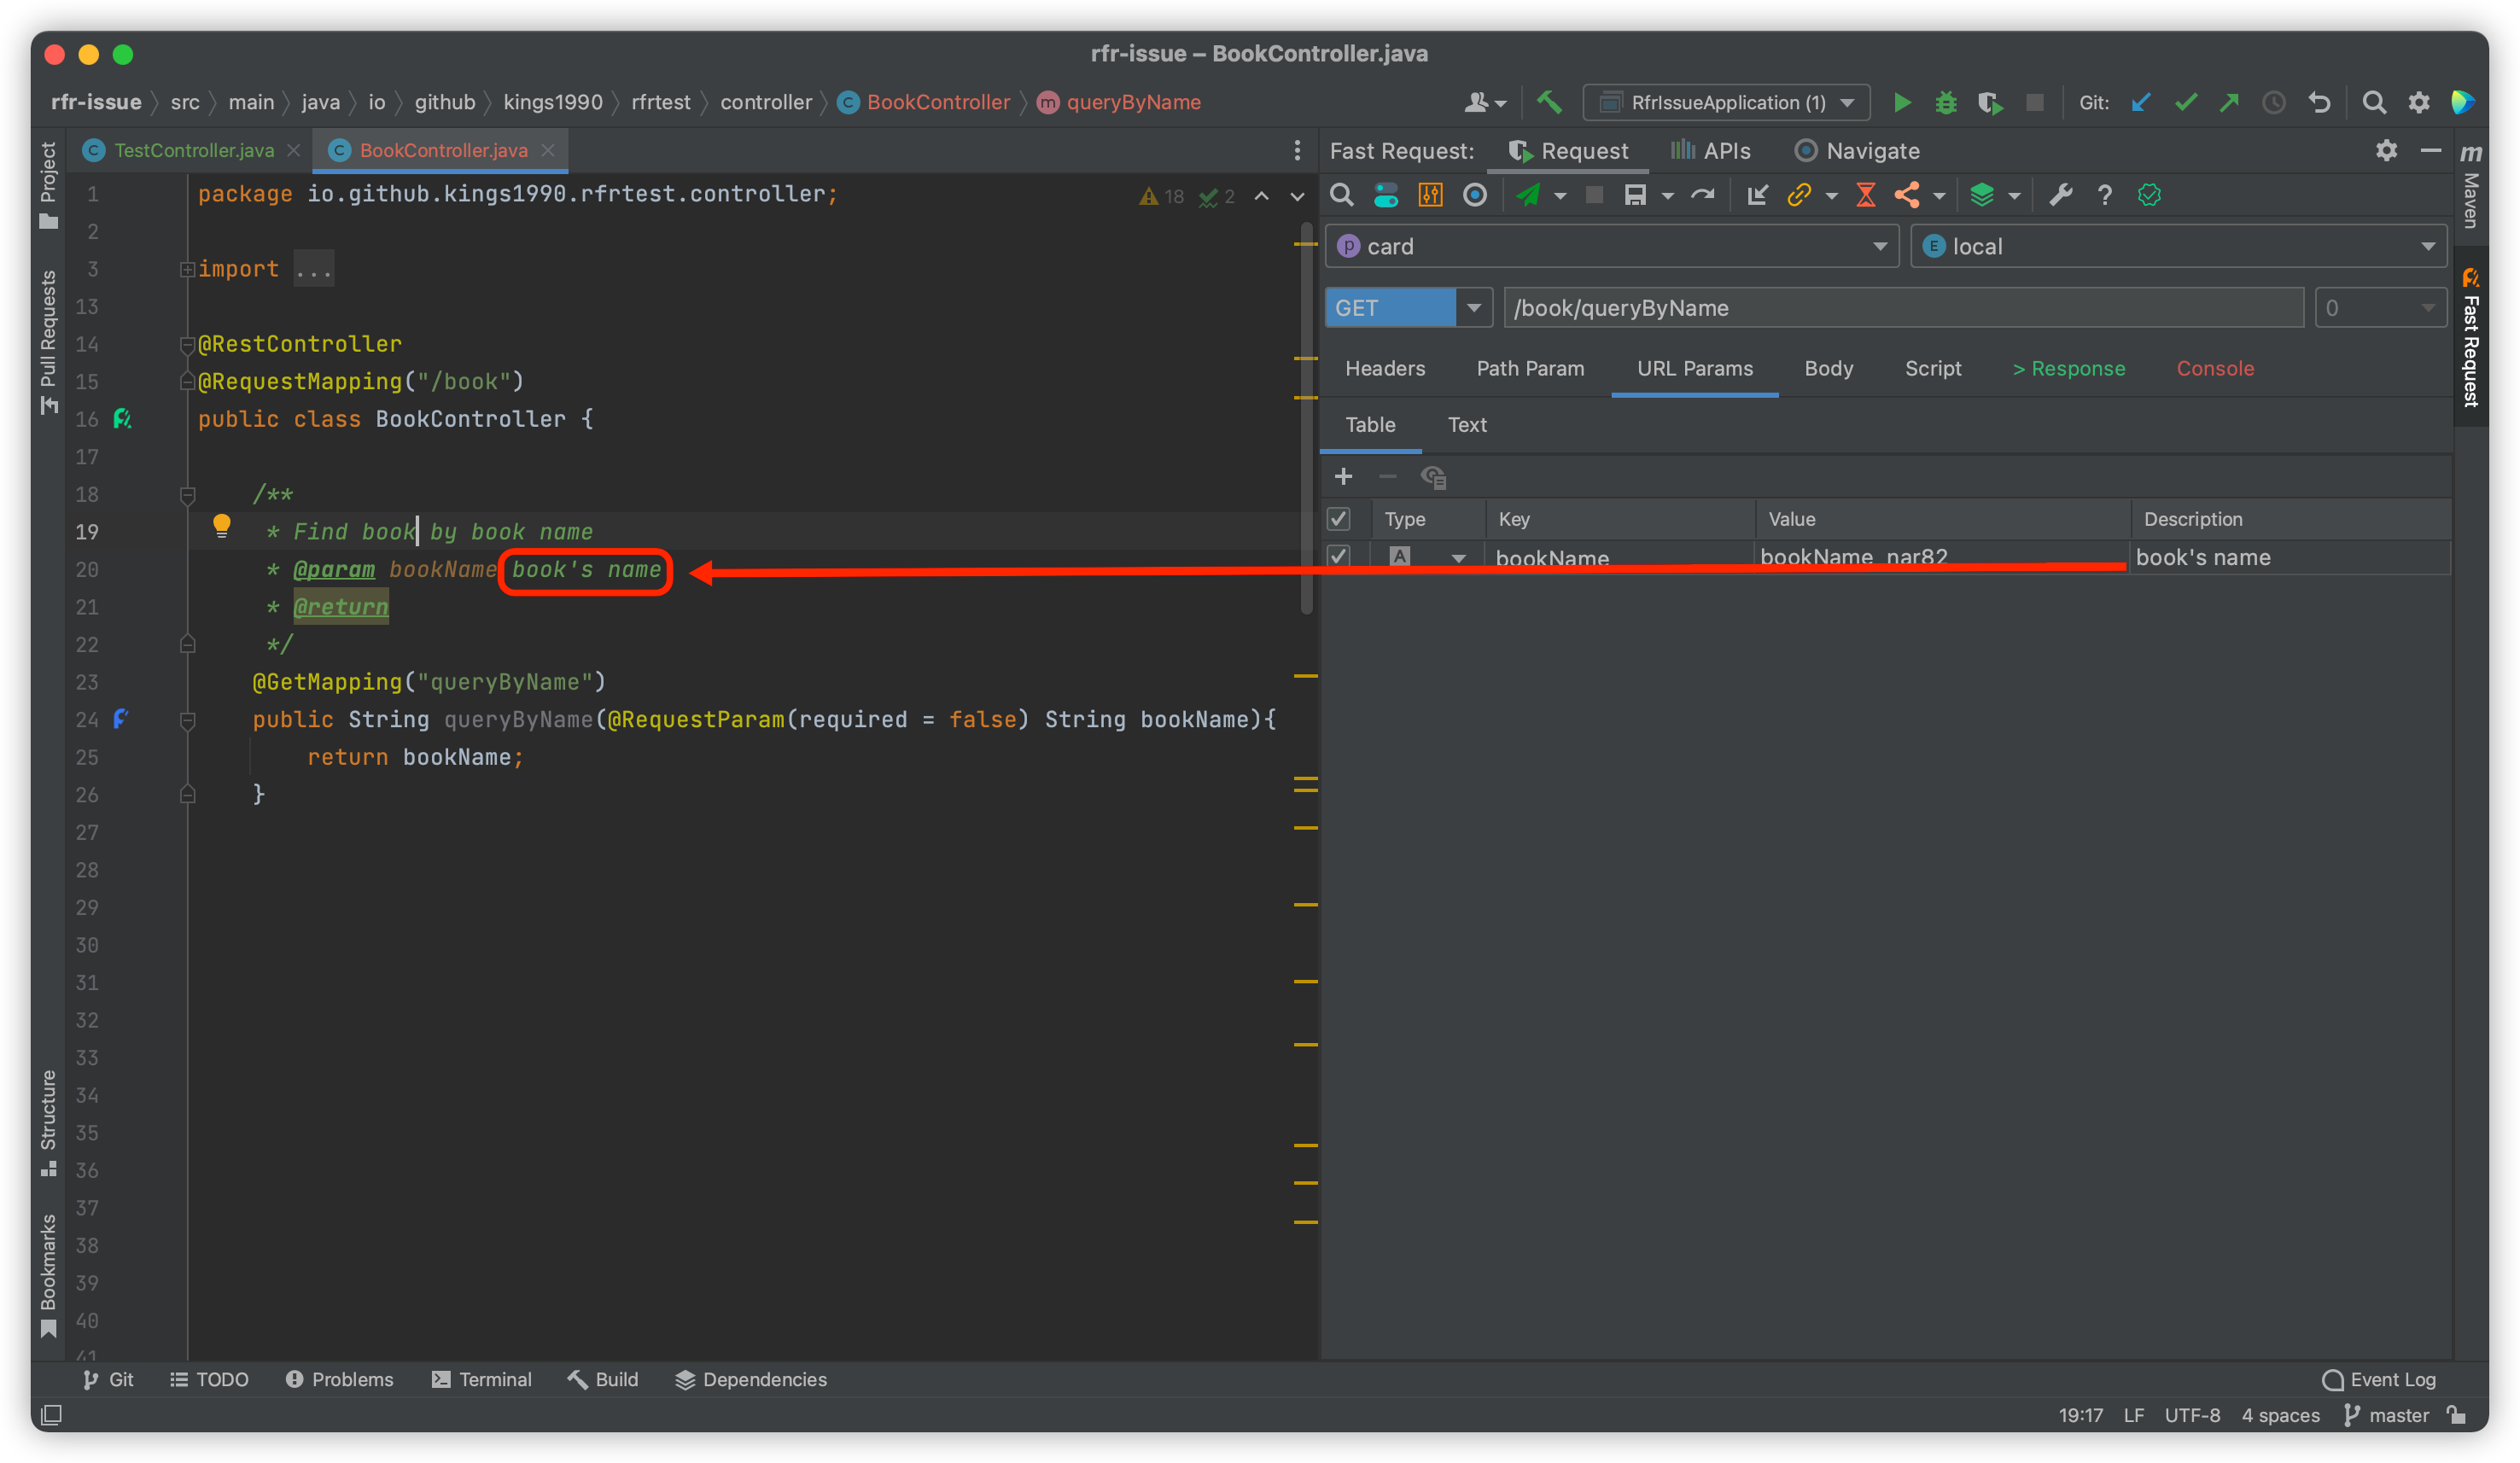 rfr-issue – BookController.java
rfr-issue src main java io github kings1990 rfrtest controller C BookController m queryByName RfrIssueApplication (1) Git:
Project
Pull Requests
Structure
Bookmarks
C TestController.java C BookController.java
18 2
1 package io.github.kings1990.rfrtest.controller;
2
3 import ...
13
14 @RestController
15 @RequestMapping("/book")
16 public class BookController {
17
18 /**
19 * Find book by book name
20 * @param bookName book's name
21 * @return
22 */
23 @GetMapping("queryByName")
24 public String queryByName(@RequestParam(required = false) String bookName){
25 return bookName;
26 }
27
28
29
30
31
32
33
34
35
36
37
38
39
40
41
Fast Request: Request APIs Navigate
p card E local
GET /book/queryByName 0
Headers Path Param URL Params Body Script > Response Console
Table Text
Type Key Value Description
A bookName bookName_nar82 book's name
m Maven
Fast Request
Git TODO Problems Terminal Build Dependencies Event Log
19:17 LF UTF-8 4 spaces master